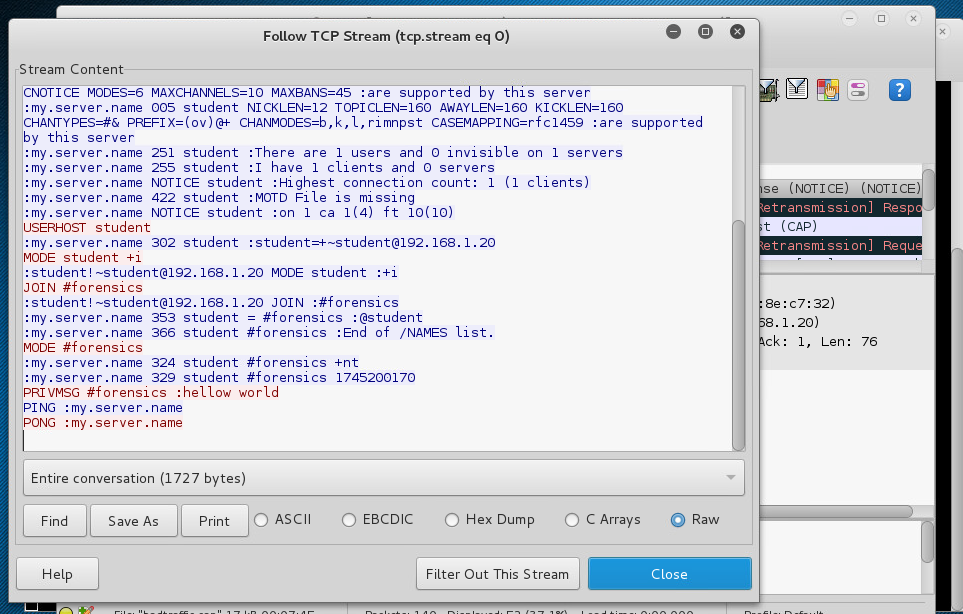 Follow TCP Stream (tcp.stream eq 0)
Stream Content
CNOTICE MODES=6 MAXCHANNELS=10 MAXBANS=45 :are supported by this server
:my.server.name 005 student NICKLEN=12 TOPICLEN=160 AWAYLEN=160 KICKLEN=160
CHANTYPES=#& PREFIX=(ov)@+ CHANMODES=b,k,l,rimnpst CASEMAPPING=rfc1459 :are supported
by this server
:my.server.name 251 student :There are 1 users and 0 invisible on 1 servers
:my.server.name 255 student :I have 1 clients and 0 servers
:my.server.name NOTICE student :Highest connection count: 1 (1 clients)
:my.server.name 422 student :MOTD File is missing
:my.server.name NOTICE student :on 1 ca 1(4) ft 10(10)
USERHOST student
:my.server.name 302 student :student=+~student@192.168.1.20
MODE student +i
:student!~student@192.168.1.20 MODE student :+i
JOIN #forensics
:student!~student@192.168.1.20 JOIN :#forensics
:my.server.name 353 student = #forensics :@student
:my.server.name 366 student #forensics :End of /NAMES list.
MODE #forensics
:my.server.name 324 student #forensics +nt
:my.server.name 329 student #forensics 1745200170
PRIVMSG #forensics :hellow world
PING :my.server.name
PONG :my.server.name
Entire conversation (1727 bytes)
Find
Save As
Print
ASCII
EBCDIC
Hex Dump
C Arrays
Raw
Help
Filter Out This Stream
Close
?
nse (NOTICE) (NOTICE)
Retransmission] Respo
st (CAP)
Retransmission] Reque
:8e:c7:32)
68.1.20)
Ack: 1, Len: 76